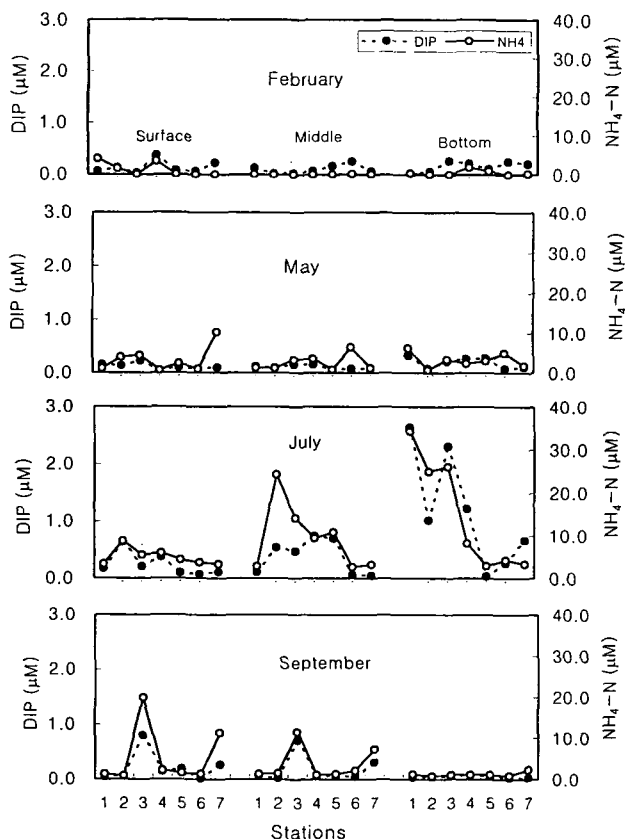 DIP NH4
3.0 40.0
2.0 30.0
1.0 20.0
0.0 10.0
0.0
DIP (μM)
NH₄-N (μM)
February
Surface Middle Bottom
3.0 40.0
2.0 30.0
1.0 20.0
0.0 10.0
0.0
DIP (μM)
NH₄-N (μM)
May
3.0 40.0
2.0 30.0
1.0 20.0
0.0 10.0
0.0
DIP (μM)
NH₄-N (μM)
July
3.0 40.0
2.0 30.0
1.0 20.0
0.0 10.0
0.0
DIP (μM)
NH₄-N (μM)
September
1 2 3 4 5 6 7 1 2 3 4 5 6 7 1 2 3 4 5 6 7
Stations